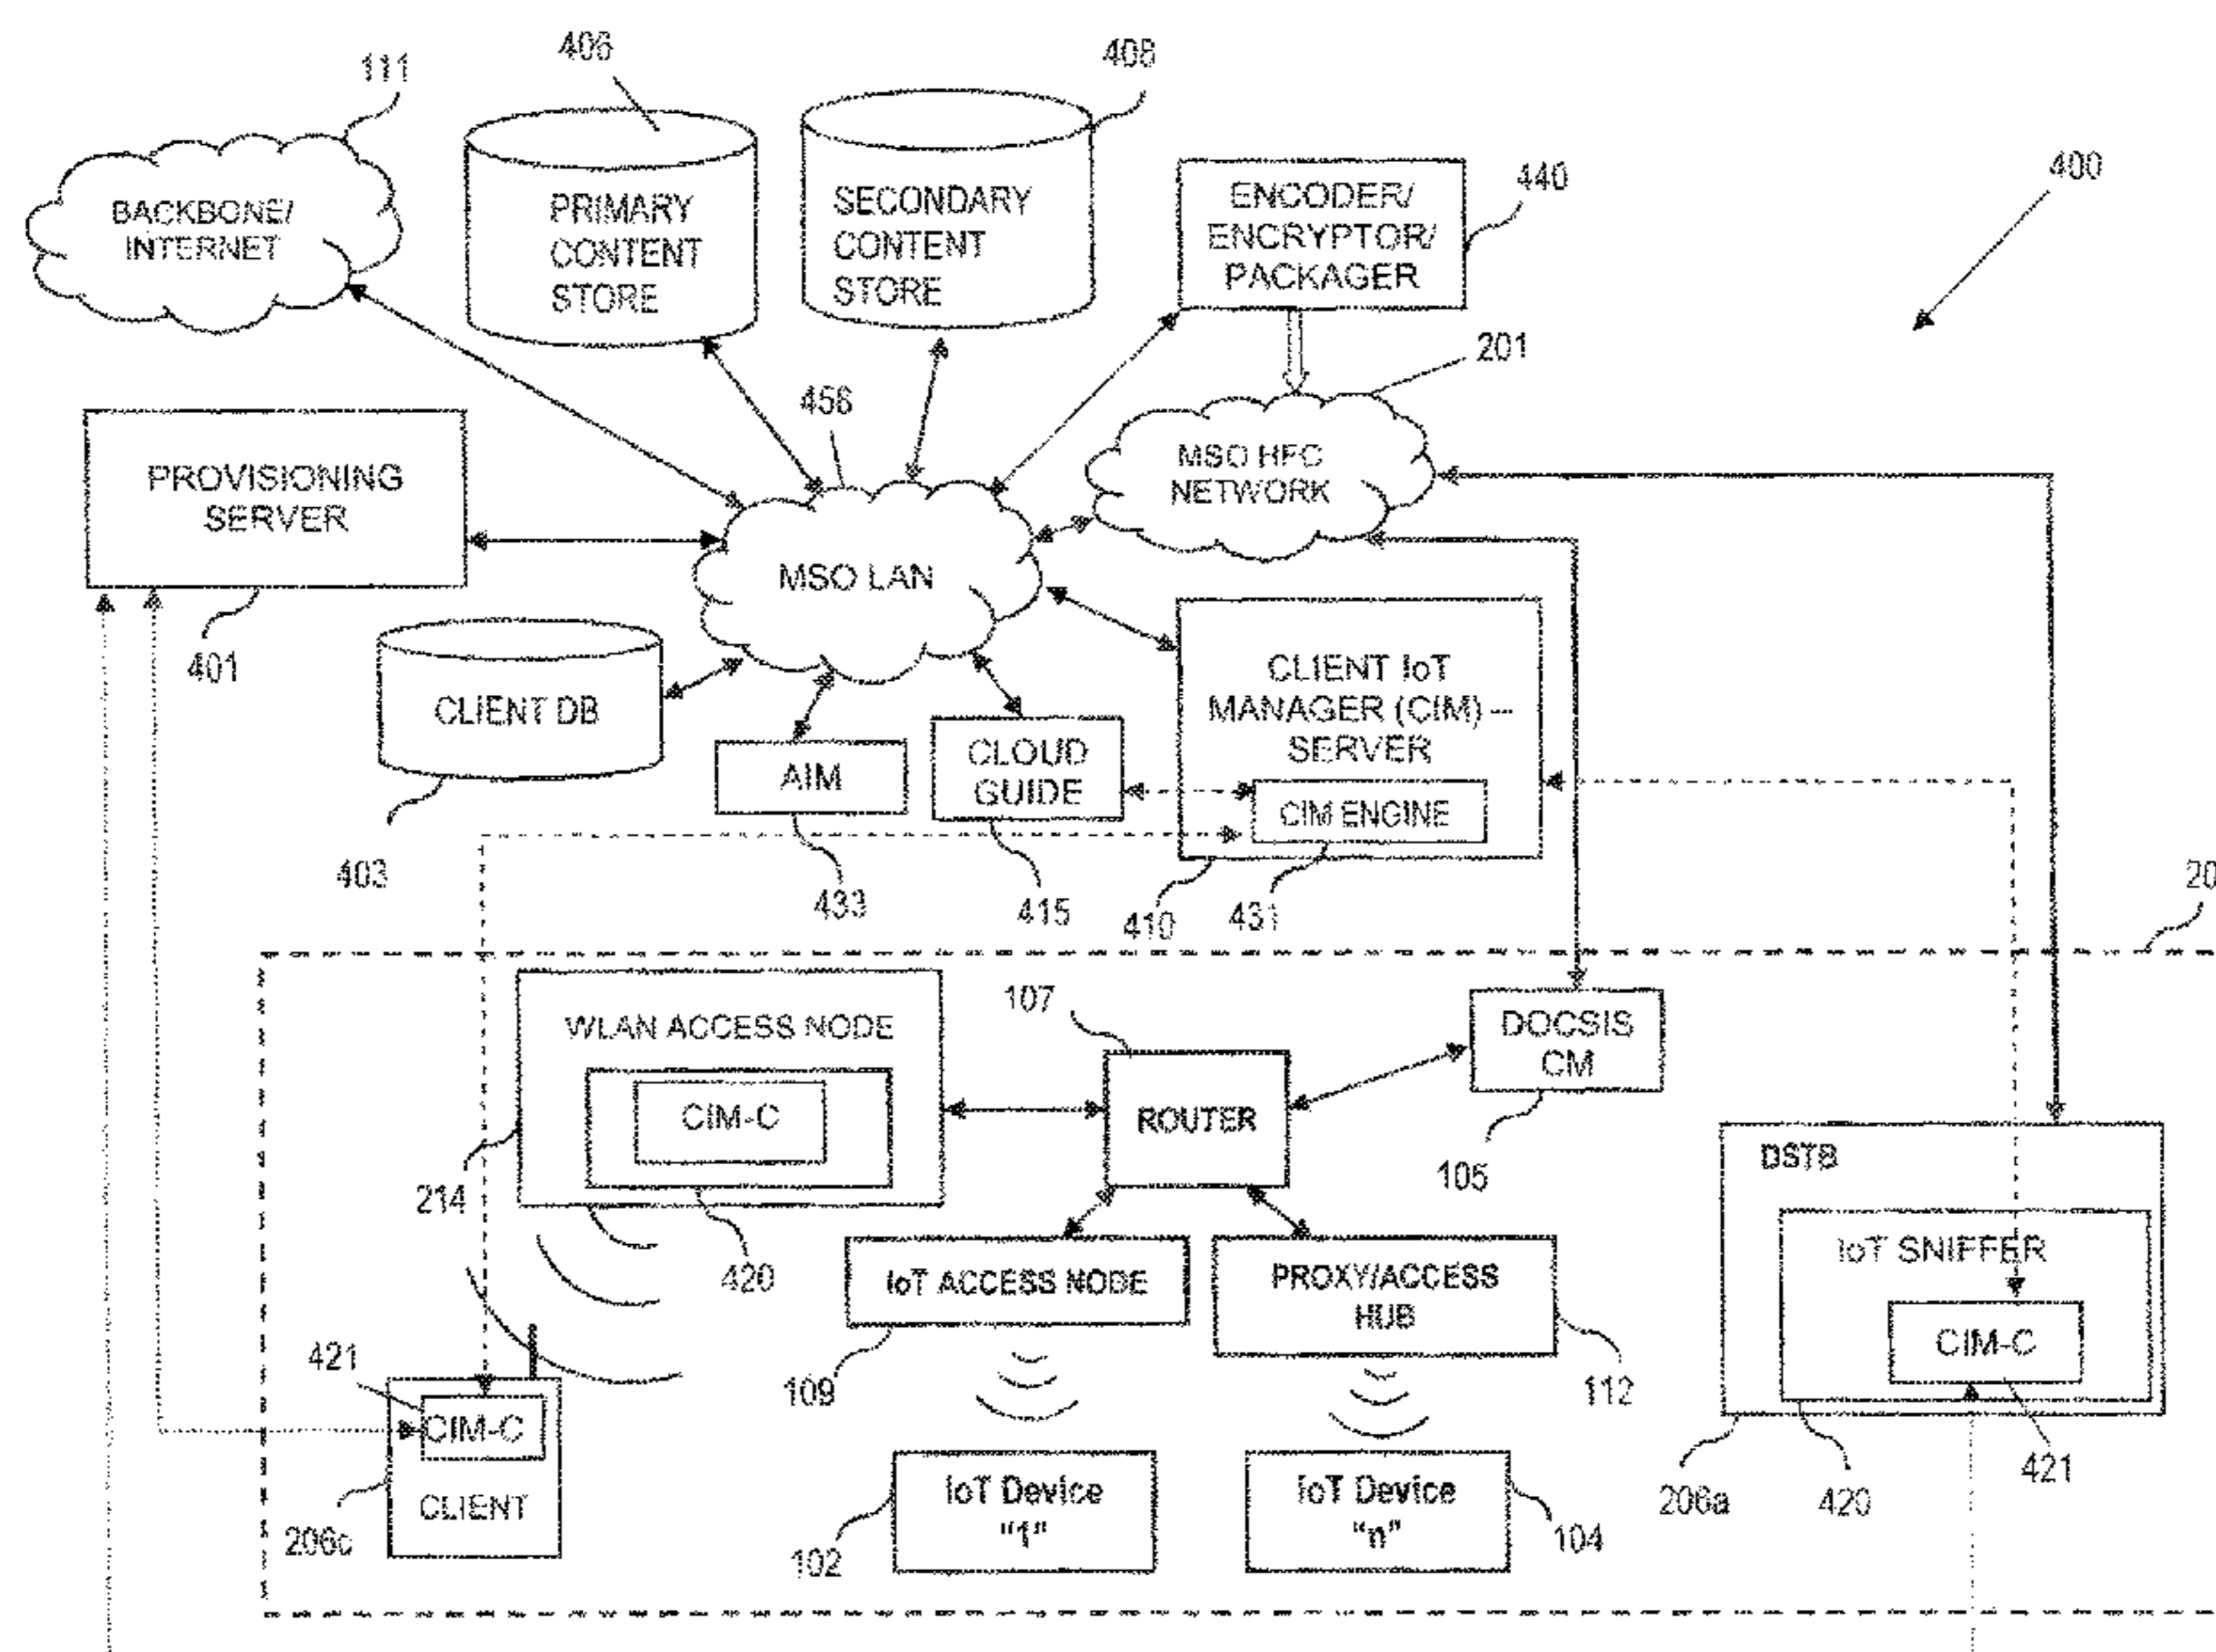 406
408
111
400
BACKBONE/
INTERNET
PRIMARY
CONTENT
STORE
SECONDARY
CONTENT
STORE
ENCODER/
ENCRYPTOR/
PACKAGER
440
201
456
PROVISIONING
SERVER
MSO HFC
NETWORK
MSO LAN
401
CLIENT DB
CLIENT IoT
MANAGER (CIM) –
SERVER
AIM
CLOUD
GUIDE
CIM ENGINE
403
433
415
410
431
20
WLAN ACCESS NODE
107
DOCSIS
CM
CIM-C
ROUTER
105
DSTB
214
IoT SNIFFER
420
IoT ACCESS NODE
PROXY/ACCESS
HUB
CIM-C
421
109
112
CIM-C
421
IoT Device
"1"
IoT Device
"n"
206a
420
CLIENT
206c
102
104